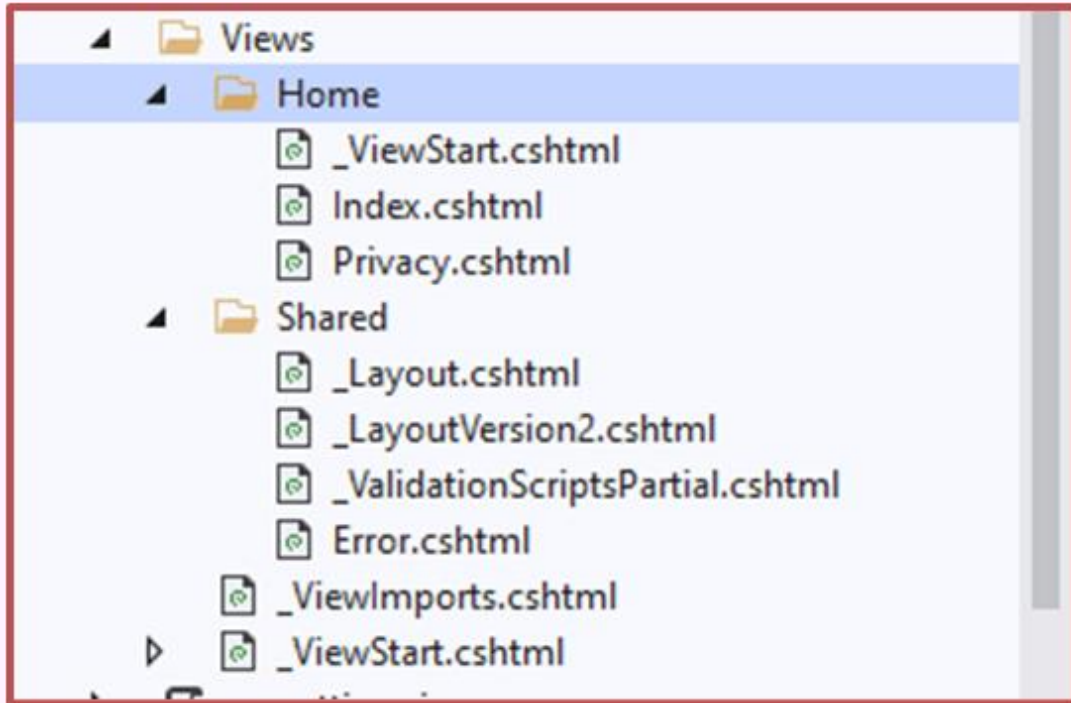 Views
Home
_ViewStart.cshtml
Index.cshtml
Privacy.cshtml
Shared
_Layout.cshtml
_LayoutVersion2.cshtml
_ValidationScriptsPartial.cshtml
Error.cshtml
_ViewImports.cshtml
_ViewStart.cshtml